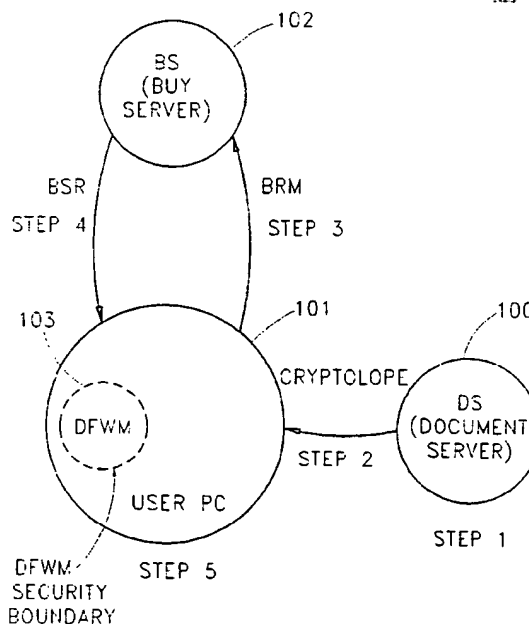 102
BS
(BUY
SERVER)
BSR
STEP 4
BRM
STEP 3
103
101
100
CRYPTOLOPE
DS
(DOCUMENT
SERVER)
DFWM
STEP 2
USER PC
STEP 1
DFWM
SECURITY
BOUNDARY
STEP 5